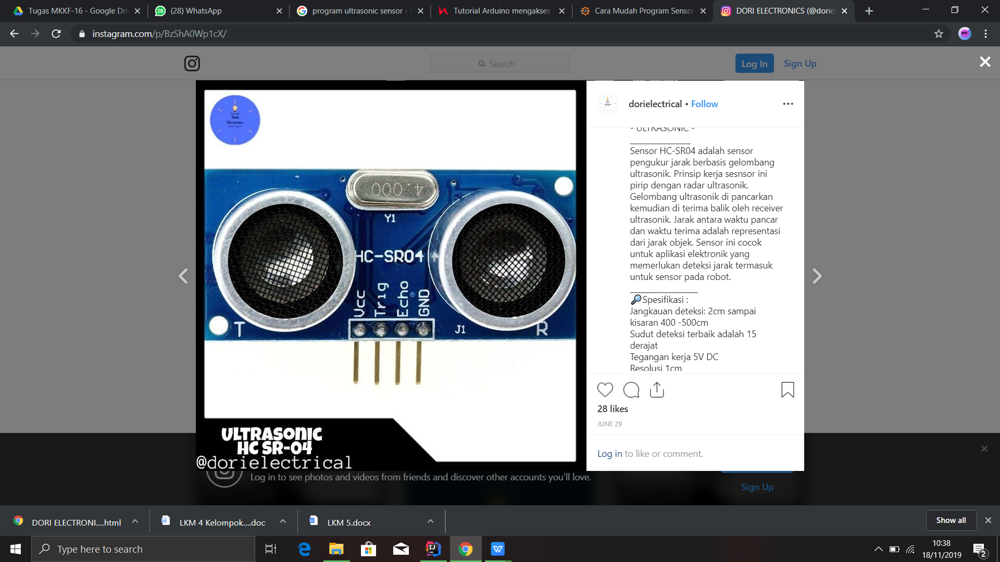 Tugas MKKF-16 - Google Dri
(28) WhatsApp
program ultrasonic sensor -
Tutorial Arduino mengakses
Cara Mudah Program Sensor
DORI ELECTRONICS (@dorie
instagram.com/p/BzShA0Wp1cX/
Search
Log In
Sign Up
4.000
Y1
HC-SR04
Vcc
Trig
Echo
GND
T
J1
R
ULTRASONIC
HC SR-04
@dorielectrical
dorielectrical • Follow
- ULTRASONIC -
Sensor HC-SR04 adalah sensor
pengukur jarak berbasis gelombang
ultrasonik. Prinsip kerja sesnsor ini
pirip dengan radar ultrasonik.
Gelombang ultrasonik di pancarkan
kemudian di terima balik oleh receiver
ultrasonik. Jarak antara waktu pancar
dan waktu terima adalah representasi
dari jarak objek. Sensor ini cocok
untuk aplikasi elektronik yang
memerlukan deteksi jarak termasuk
untuk sensor pada robot.
🔎Spesifikasi :
Jangkauan deteksi: 2cm sampai
kisaran 400 -500cm
Sudut deteksi terbaik adalah 15
derajat
Tegangan kerja 5V DC
Resolusi 1cm
28 likes
JUNE 29
Log in to like or comment.
Log in to see photos and videos from friends and discover other accounts you'll love.
Sign Up
DORI ELECTRONI....html
LKM 4 Kelompok....doc
LKM 5.docx
Show all
Type here to search
10:38
18/11/2019
2